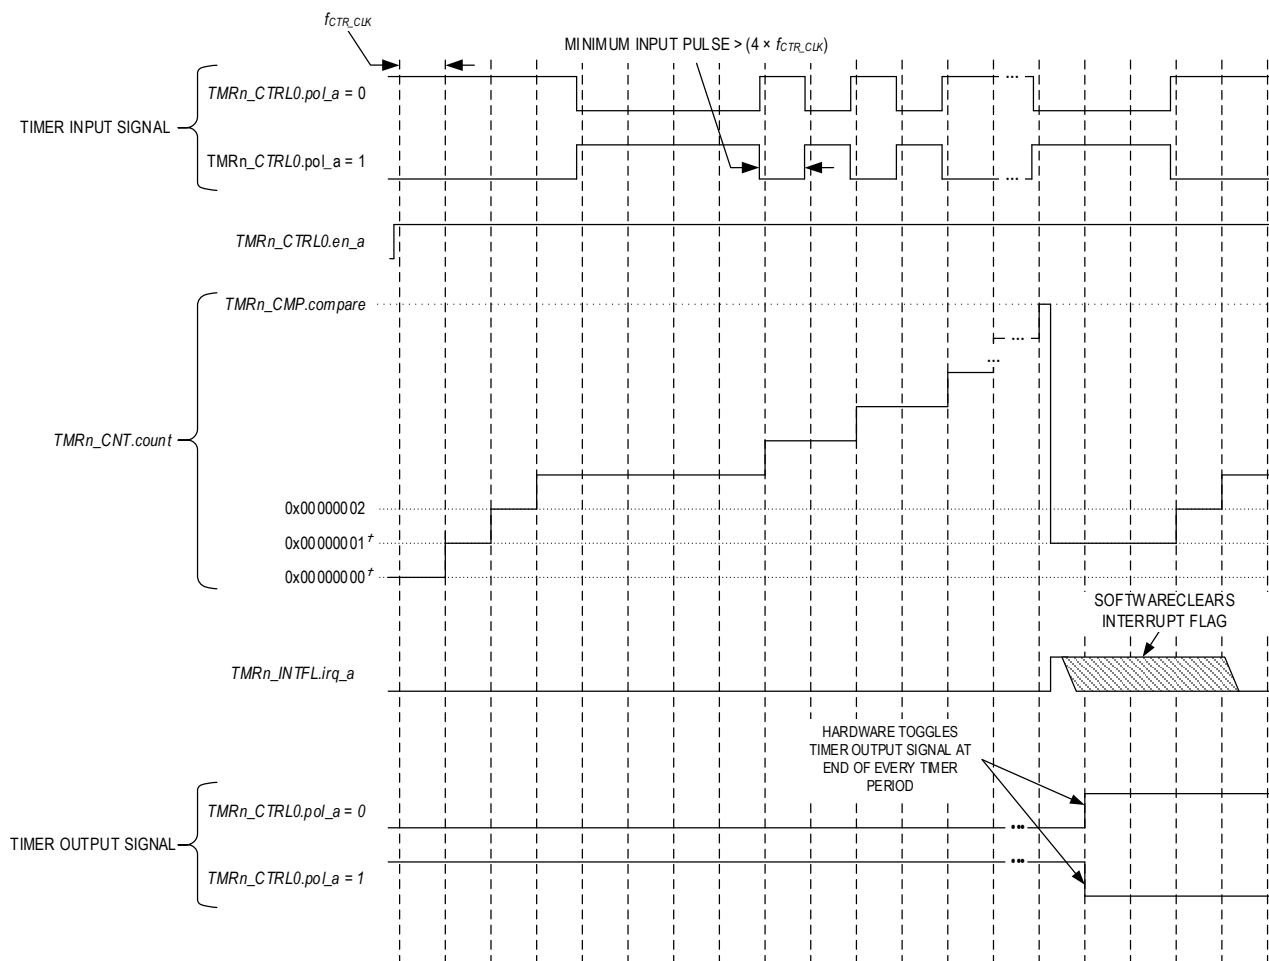 fCTR_CLK
MINIMUM INPUT PULSE > (4 × fCTR_CLK)
TMRn_CTRL0.pol_a = 0
...
TIMER INPUT SIGNAL
TMRn_CTRL0.pol_a = 1
...
TMRn_CTRL0.en_a
TMRn_CMP.compare
...
...
TMRn_CNT.count
0x00000002
0x00000001†
0x00000000†
SOFTWARECLEARS
INTERRUPT FLAG
TMRn_INTFL.irq_a
HARDWARE TOGGLES
TIMER OUTPUT SIGNAL AT
END OF EVERY TIMER
PERIOD
TMRn_CTRL0.pol_a = 0
...
TIMER OUTPUT SIGNAL
...
TMRn_CTRL0.pol_a = 1